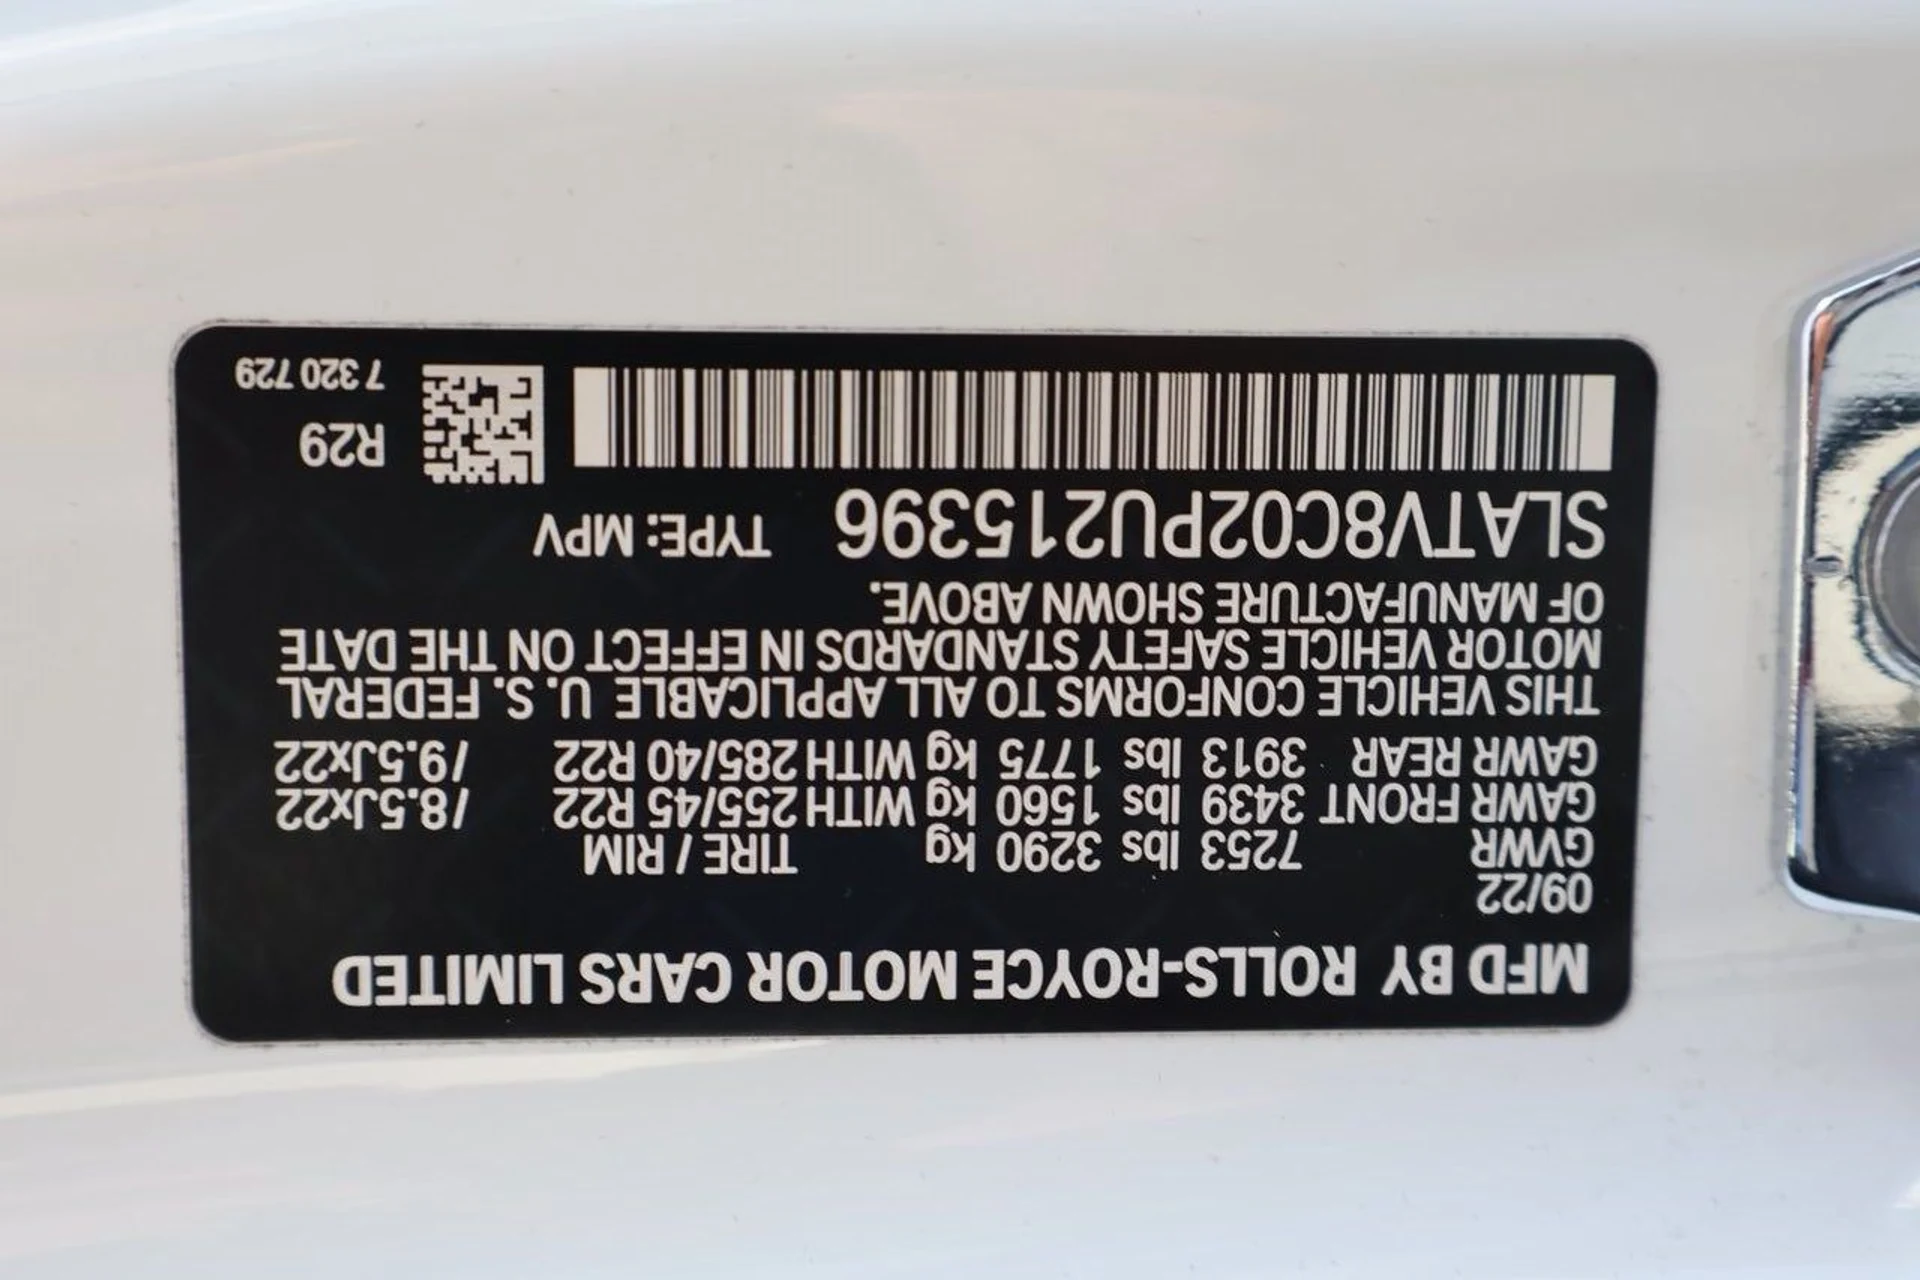 MFD BY ROLLS-ROYCE MOTOR CARS LIMITED
09/22
GVWR 7253 lbs 3290 kg TIRE / RIM
GAWR FRONT 3439 lbs 1560 kg WITH 255/45 R22 /8.5Jx22
GAWR REAR 3913 lbs 1775 kg WITH 285/40 R22 /9.5Jx22
THIS VEHICLE CONFORMS TO ALL APPLICABLE U. S. FEDERAL
MOTOR VEHICLE SAFETY STANDARDS IN EFFECT ON THE DATE
OF MANUFACTURE SHOWN ABOVE.
SLATV8C02PU215396 TYPE: MPV
R29
7 320 729